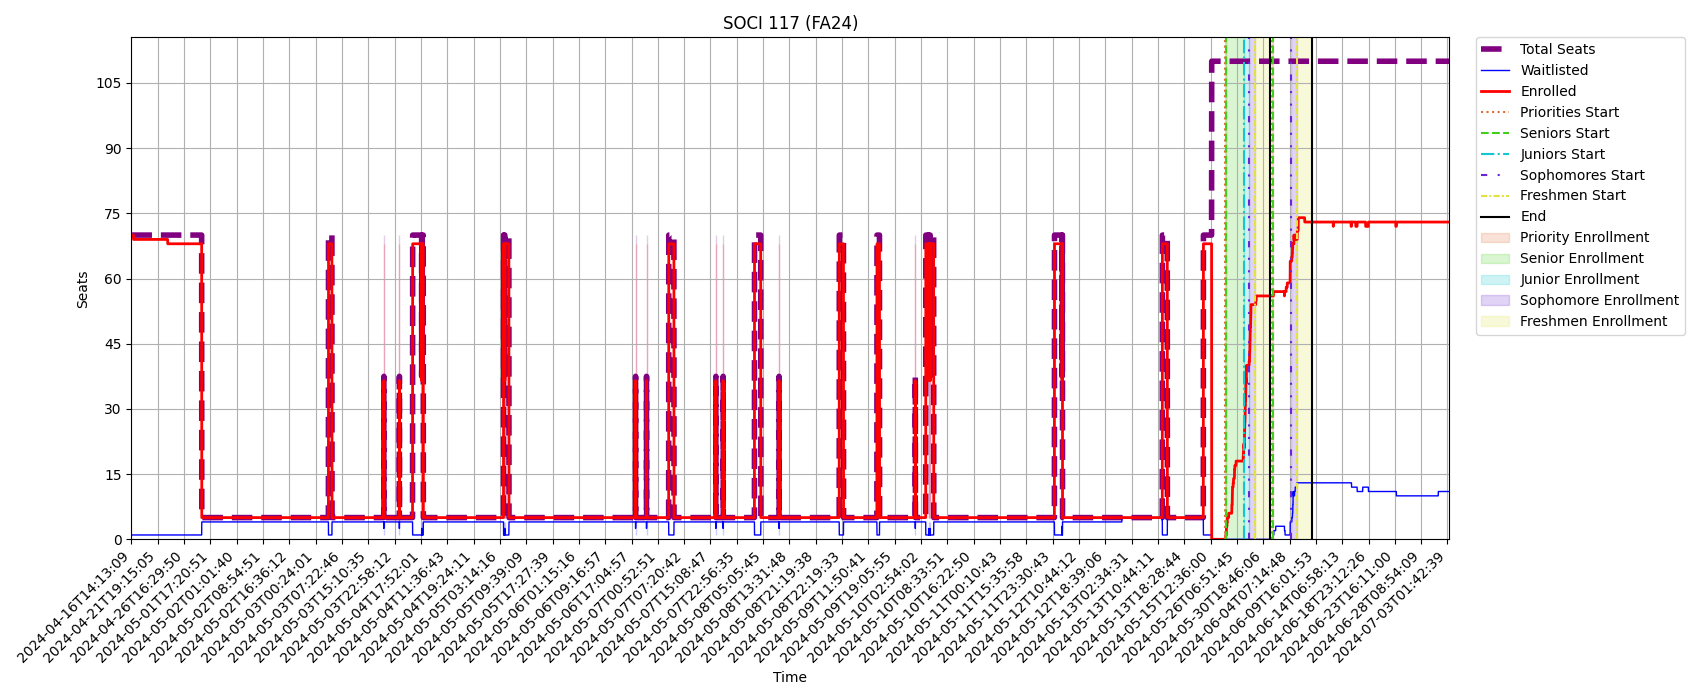 SOCI 117 (FA24)
Total Seats
Waitlisted
Enrolled
Priorities Start
Seniors Start
Juniors Start
Sophomores Start
Freshmen Start
End
Priority Enrollment
Senior Enrollment
Junior Enrollment
Sophomore Enrollment
Freshmen Enrollment
Seats
105
90
75
60
45
30
15
0
2024-04-16T14:13:09
2024-04-21T19:15:05
2024-04-26T16:29:50
2024-05-01T17:20:51
2024-05-02T01:01:40
2024-05-02T08:54:51
2024-05-02T16:36:12
2024-05-03T00:24:01
2024-05-03T07:22:46
2024-05-03T15:10:35
2024-05-03T22:58:12
2024-05-04T17:52:01
2024-05-04T11:36:43
2024-05-04T19:24:11
2024-05-05T03:14:16
2024-05-05T09:39:09
2024-05-05T17:27:39
2024-05-06T01:15:16
2024-05-06T09:16:57
2024-05-06T17:04:57
2024-05-07T00:52:51
2024-05-07T07:20:42
2024-05-07T15:08:47
2024-05-07T22:56:35
2024-05-08T05:05:45
2024-05-08T13:31:48
2024-05-08T21:19:38
2024-05-08T22:19:33
2024-05-09T11:50:41
2024-05-09T19:05:55
2024-05-10T02:54:02
2024-05-10T08:33:51
2024-05-10T16:22:50
2024-05-11T00:10:43
2024-05-11T11:35:58
2024-05-11T23:30:43
2024-05-12T10:44:12
2024-05-12T18:39:06
2024-05-13T02:34:31
2024-05-13T10:44:11
2024-05-13T18:28:44
2024-05-15T12:36:00
2024-05-26T06:51:45
2024-05-30T18:46:06
2024-06-04T07:14:48
2024-06-09T16:01:53
2024-06-14T06:58:13
2024-06-18T23:12:26
2024-06-23T16:11:00
2024-06-28T08:54:09
2024-07-03T01:42:39
Time